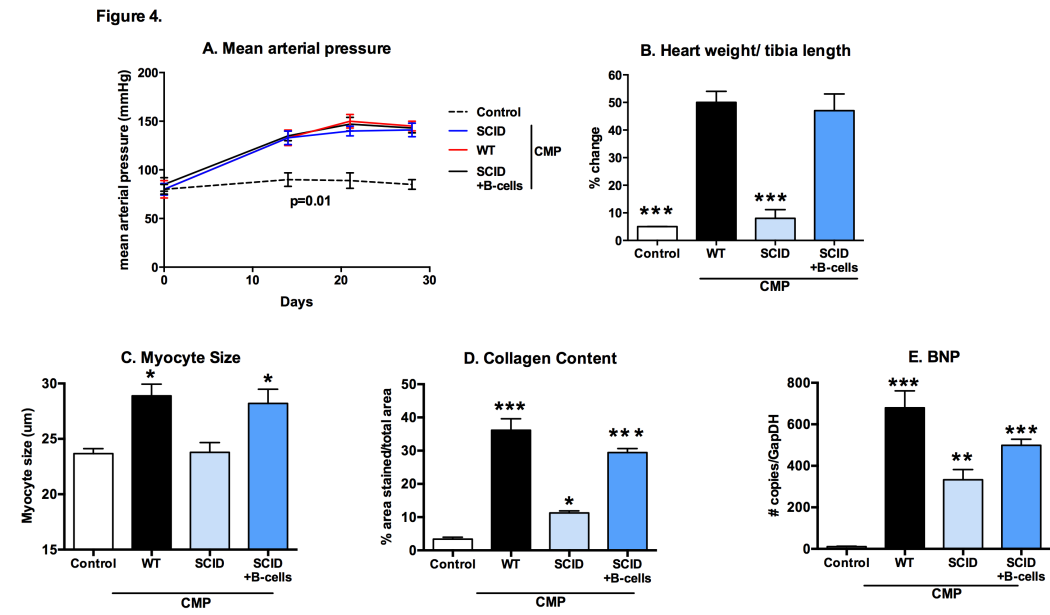 Figure 4.
A. Mean arterial pressure
mean arterial pressure (mmHg)
200
150
100
50
0
0
10
20
30
Days
p=0.01
Control
SCID
WT
SCID
+B-cells
CMP
B. Heart weight/ tibia length
% change
60
50
40
30
20
10
0
***
***
Control
WT
SCID
SCID
+B-cells
CMP
C. Myocyte Size
Myocyte size (um)
30
25
22
15
*
*
Control
WT
SCID
SCID
+B-cells
CMP
D. Collagen Content
% area stained/total area
50
40
30
20
10
0
***
*
***
Control
WT
SCID
SCID
+B-cells
CMP
E. BNP
# copies/GapDH
800
600
400
200
0
***
**
***
Control
WT
SCID
SCID
+B-cells
CMP